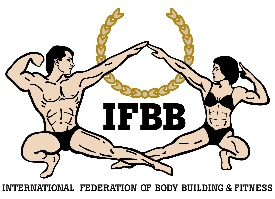 IFBB
INTERNATIONAL FEDERATION OF BODY BUILDING & FITNESS